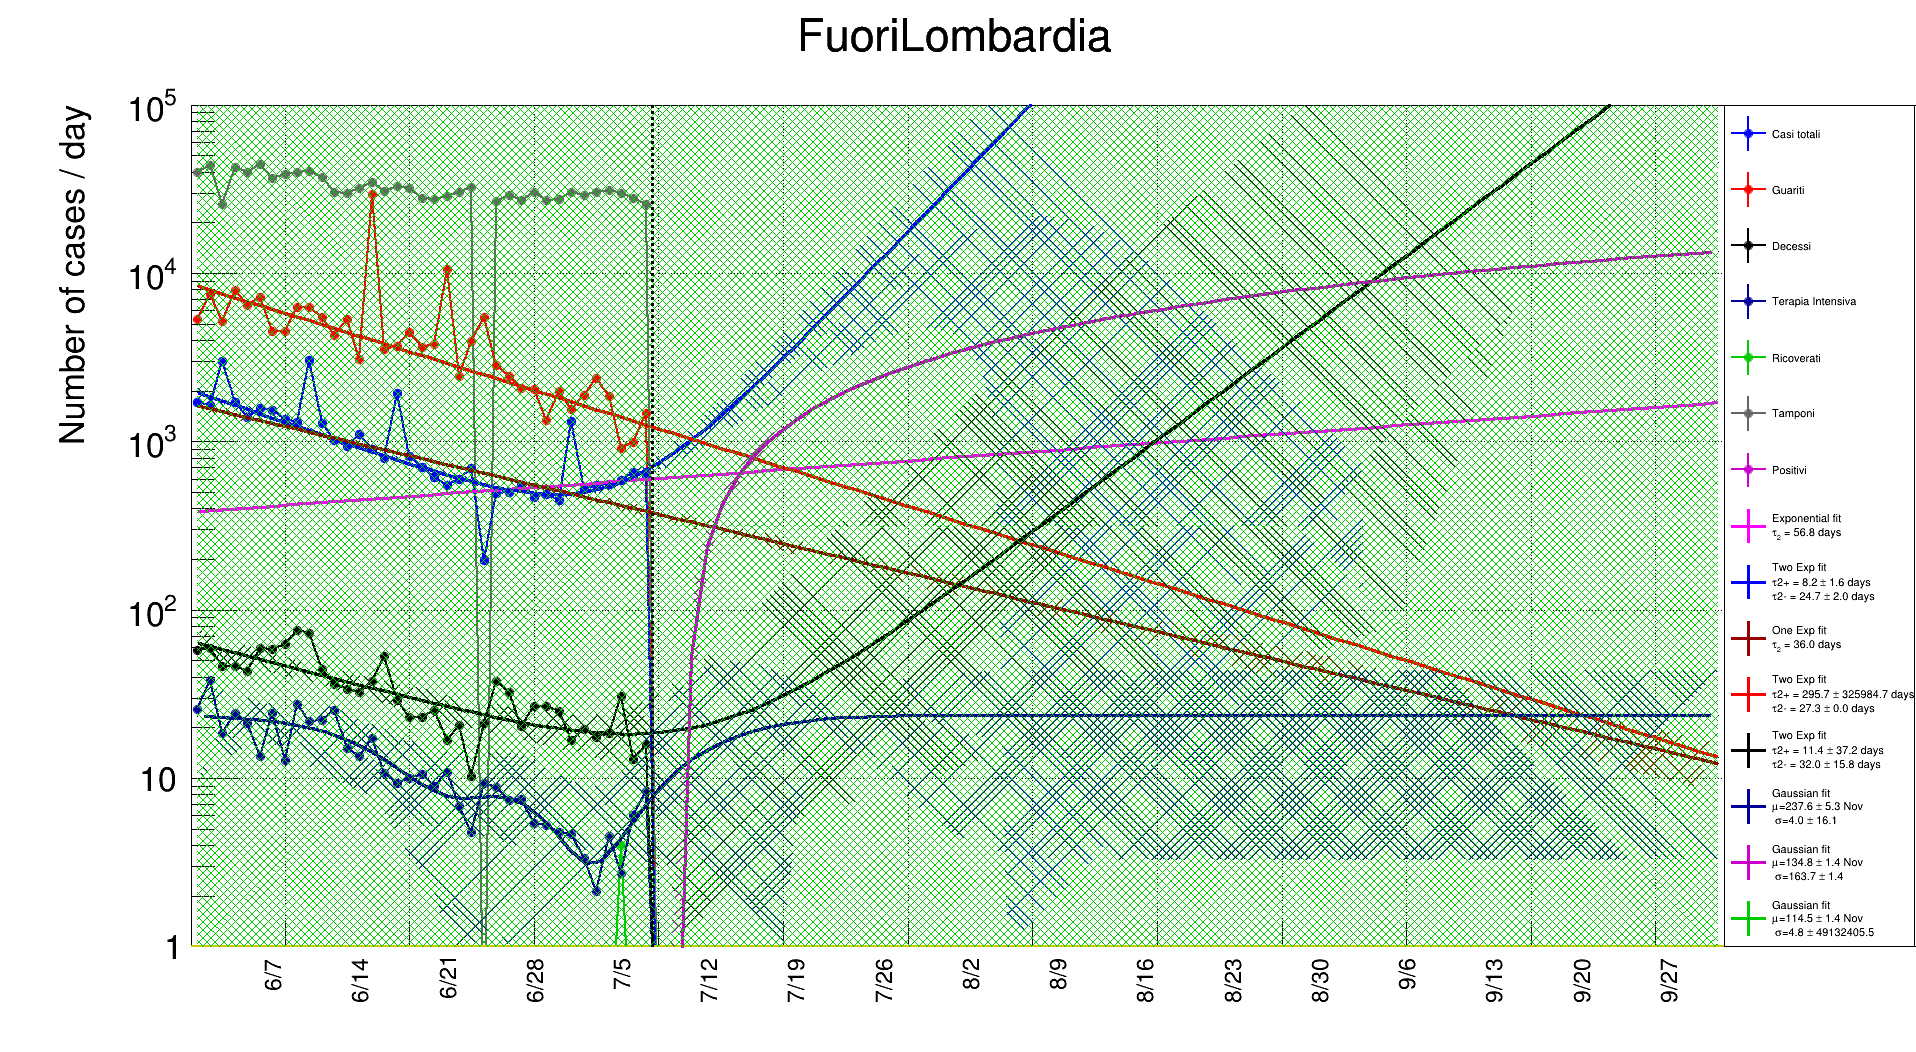 FuoriLombardia
Number of cases / day
10^5
10^4
10^3
10^2
10
1
6/7
6/14
6/21
6/28
7/5
7/12
7/19
7/26
8/2
8/9
8/16
8/23
8/30
9/6
9/13
9/20
9/27
Casi totali
Guariti
Decessi
Terapia Intensiva
Ricoverati
Tamponi
Positivi
Exponential fit
τ₂ = 56.8 days
Two Exp fit
τ2+ = 8.2 ± 1.6 days
τ2- = 24.7 ± 2.0 days
One Exp fit
τ₂ = 36.0 days
Two Exp fit
τ2+ = 295.7 ± 325984.7 days
τ2- = 27.3 ± 0.0 days
Two Exp fit
τ2+ = 11.4 ± 37.2 days
τ2- = 32.0 ± 15.8 days
Gaussian fit
μ=237.6 ± 5.3 Nov
σ=4.0 ± 16.1
Gaussian fit
μ=134.8 ± 1.4 Nov
σ=163.7 ± 1.4
Gaussian fit
μ=114.5 ± 1.4 Nov
σ=4.8 ± 49132405.5